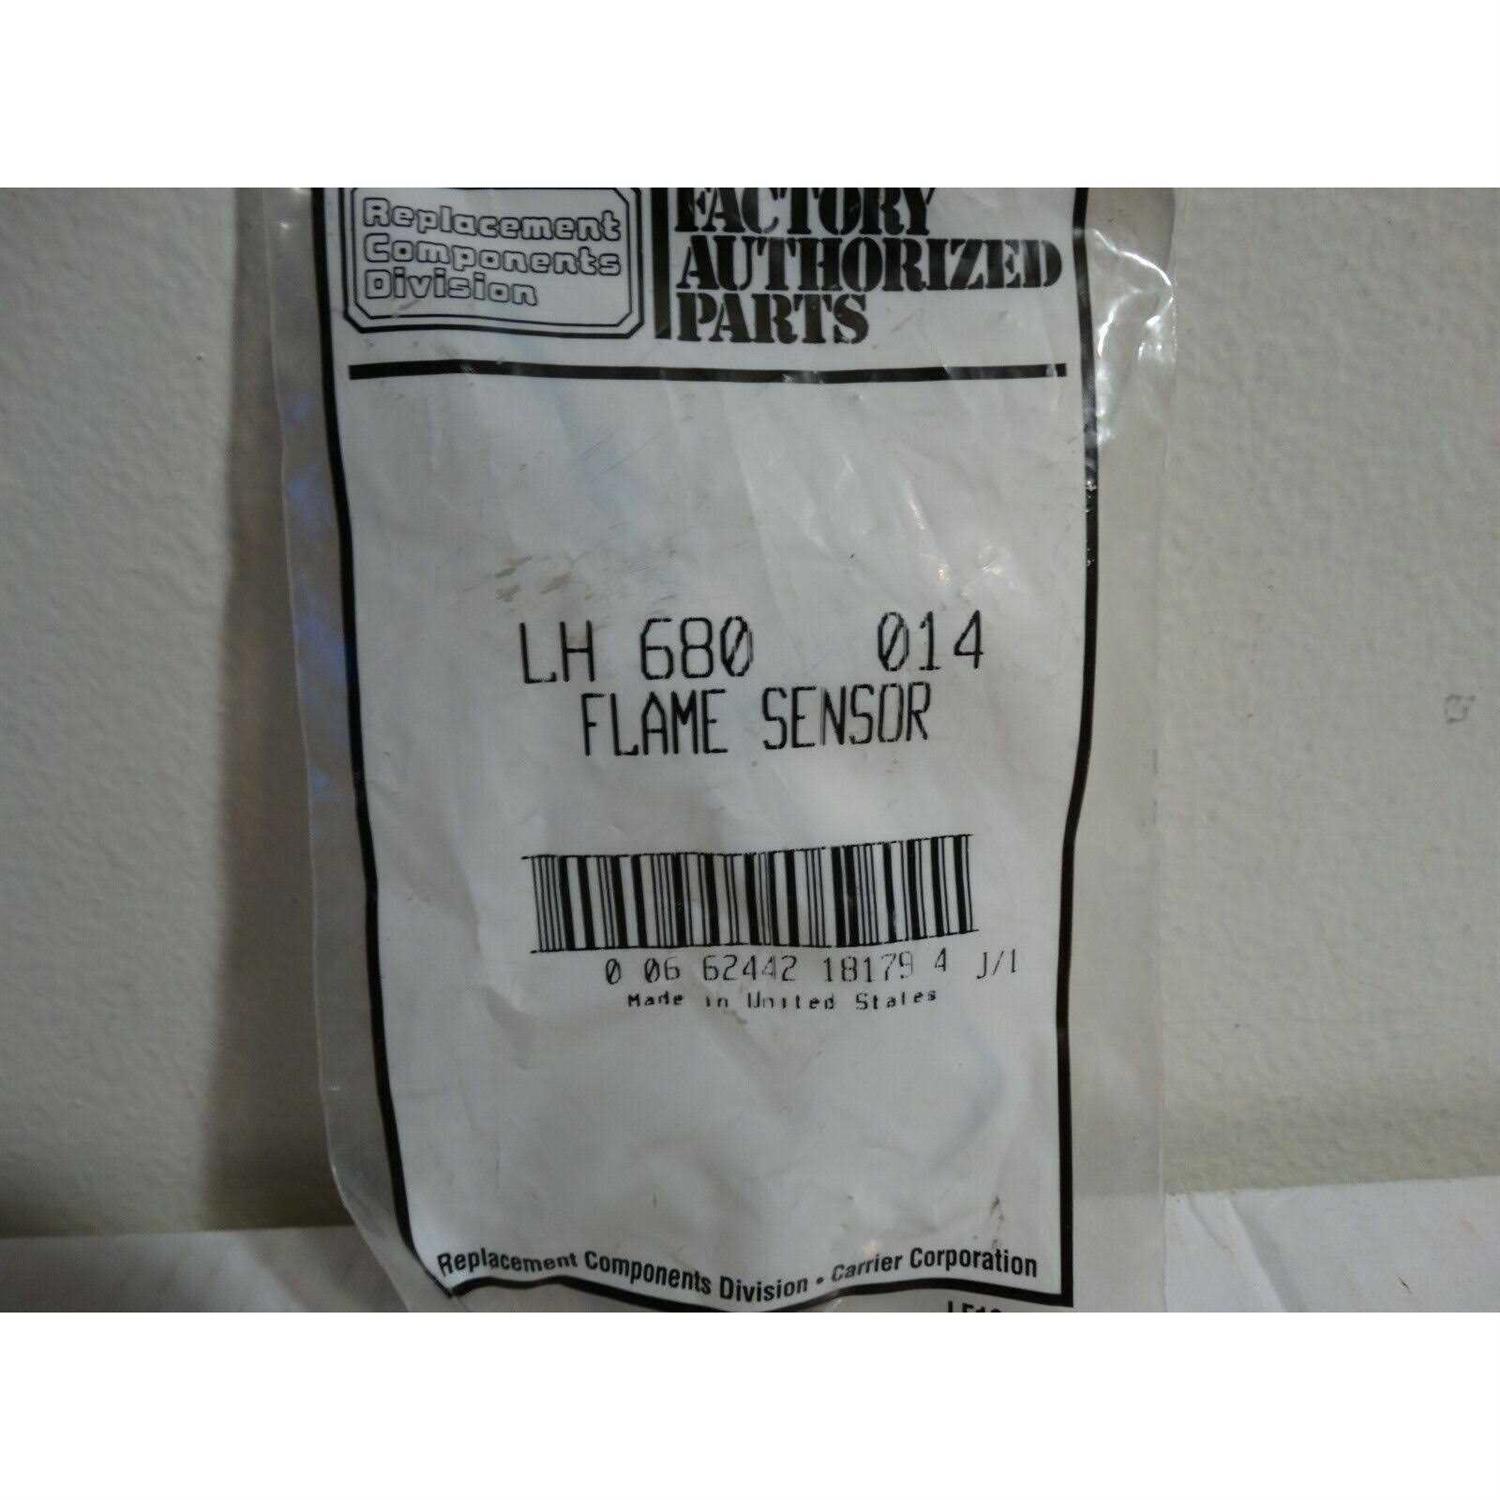 Replacement
Components
Division
FACTORY
AUTHORIZED
PARTS
LH 680 014
FLAME SENSOR
0 06 62442 18179 4 J/1
Made in United States
Replacement Components Division • Carrier Corporation